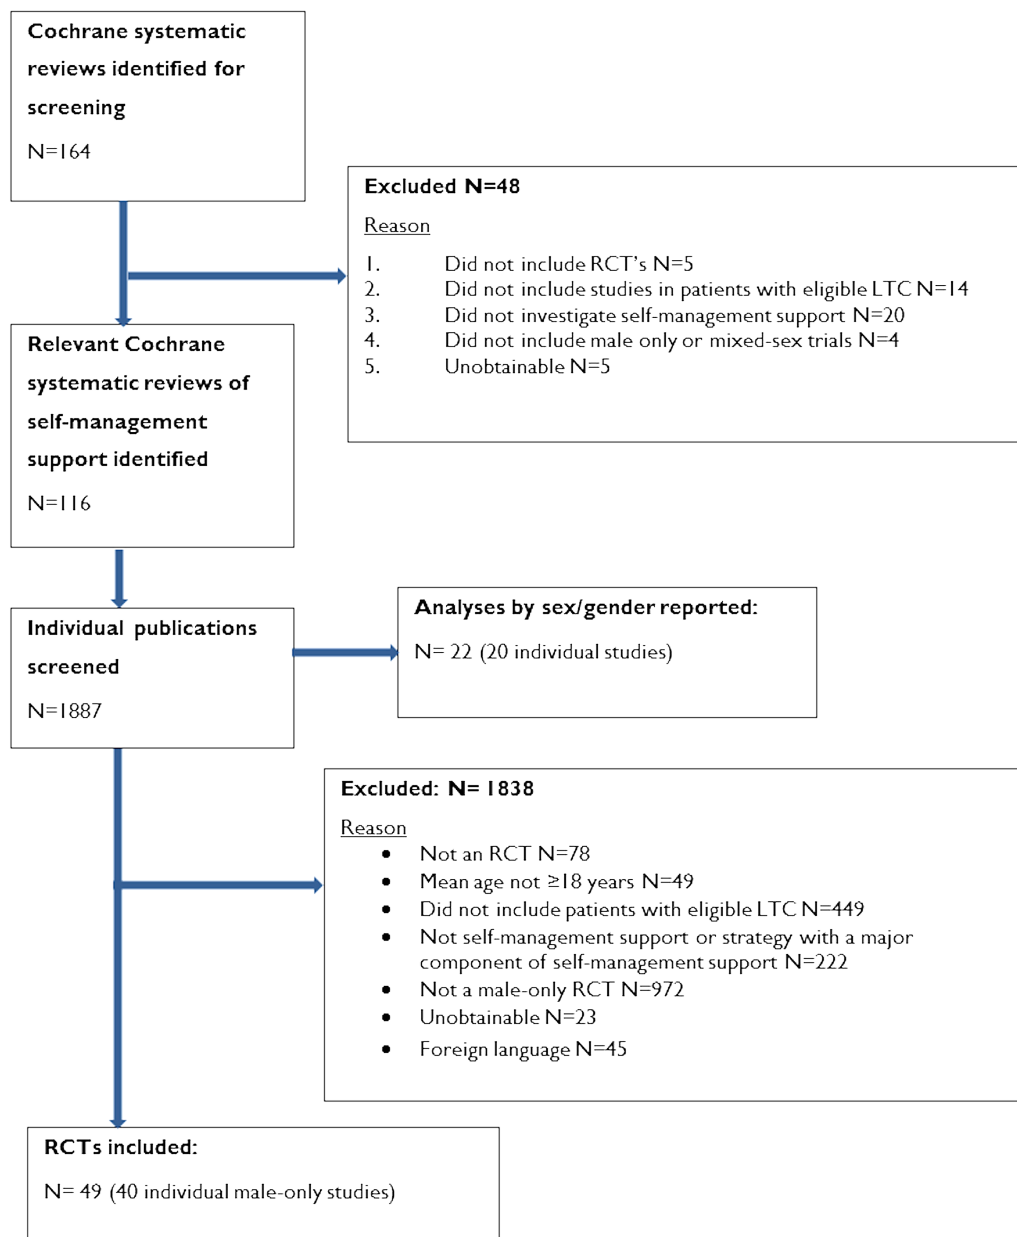 Cochrane systematic
reviews identified for
screening
N=164
Excluded N=48
Reason
1. Did not include RCT's N=5
2. Did not include studies in patients with eligible LTC N=14
3. Did not investigate self-management support N=20
4. Did not include male only or mixed-sex trials N=4
5. Unobtainable N=5
Relevant Cochrane
systematic reviews of
self-management
support identified
N=116
Individual publications
screened
N=1887
Analyses by sex/gender reported:
N= 22 (20 individual studies)
Excluded: N= 1838
Reason
• Not an RCT N=78
• Mean age not ≥18 years N=49
• Did not include patients with eligible LTC N=449
• Not self-management support or strategy with a major
component of self-management support N=222
• Not a male-only RCT N=972
• Unobtainable N=23
• Foreign language N=45
RCTs included:
N= 49 (40 individual male-only studies)